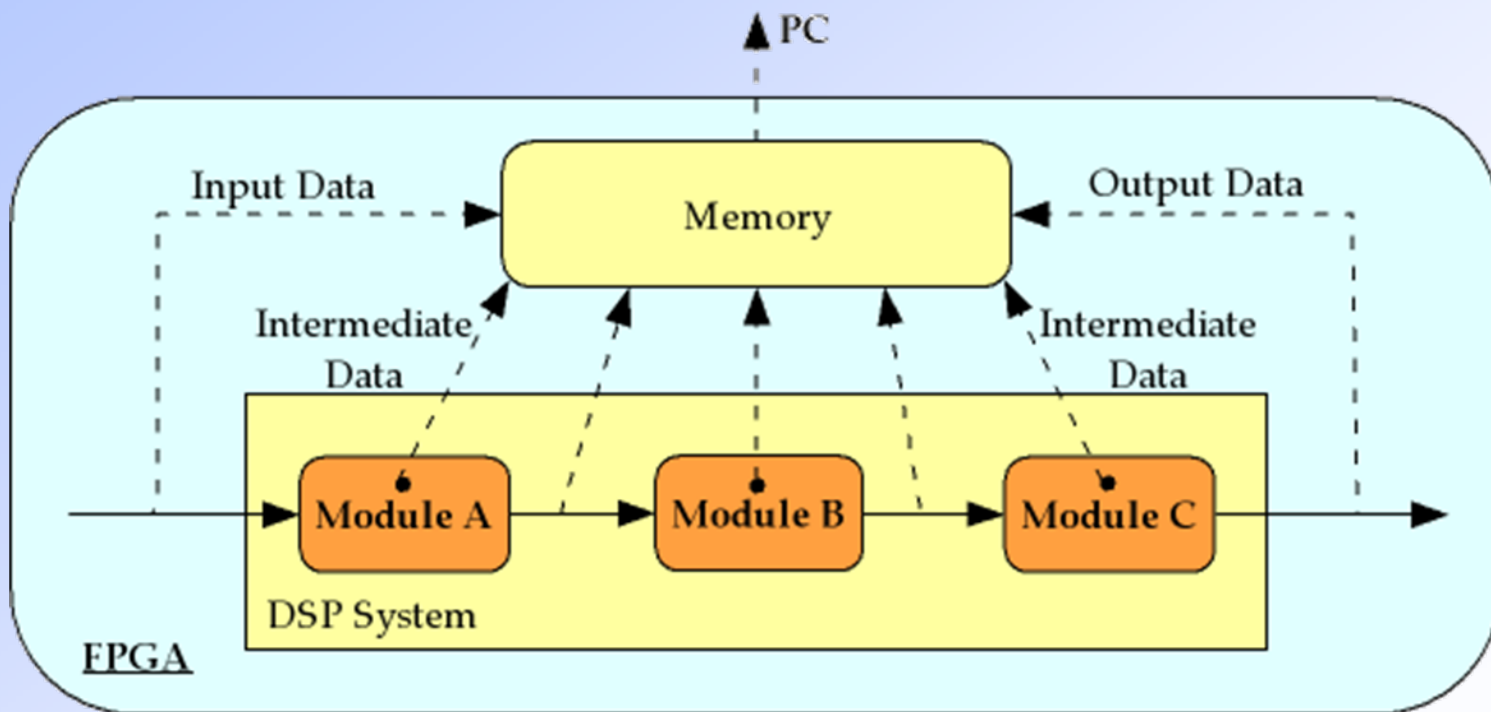 PC
Input Data
Output Data
Memory
Intermediate
Data
Intermediate
Data
Module A
Module B
Module C
DSP System
FPGA